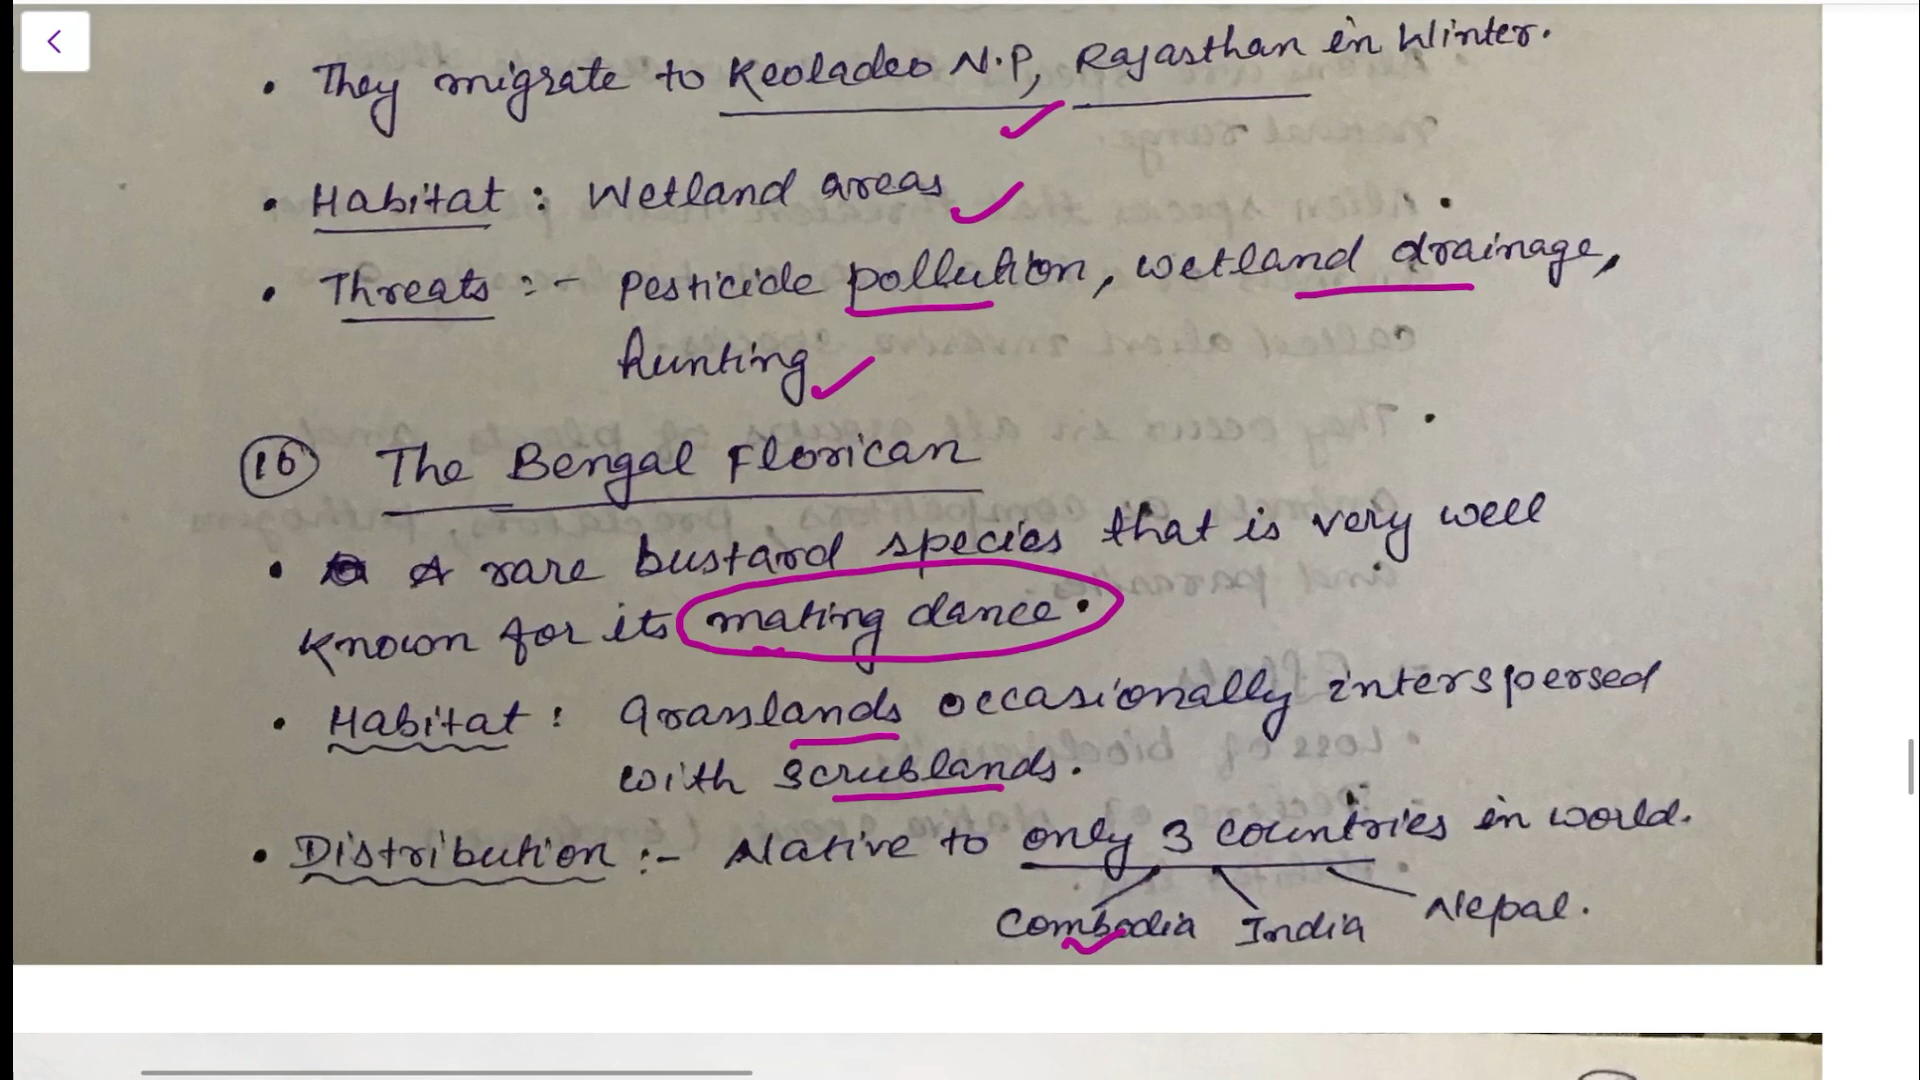 • They migrate to Keoladeo N.P, Rajasthan in Winter.
• Habitat : Wetland areas
• Threats :- Pesticide pollution, wetland drainage,
hunting
16 The Bengal Florican
• A rare bustard species that is very well
known for its mating dance.
• Habitat : Grasslands occasionally interspersed
with scrublands.
• Distribution :- Native to only 3 countries in world.
Combodia India Nepal.